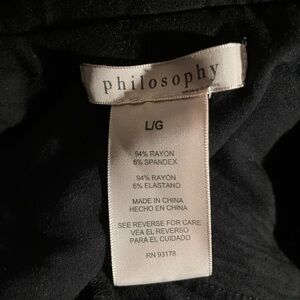 philosophy
L/G
94% RAYON
6% SPANDEX
94% RAYÓN
6% ELASTANO
MADE IN CHINA
HECHO EN CHINA
SEE REVERSE FOR CARE
VEA EL REVERSO
PARA EL CUIDADO
RN 93178